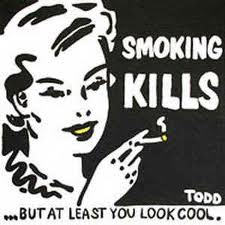 SMOKING
KILLS
TODD
...BUT AT LEAST YOU LOOK COOL.